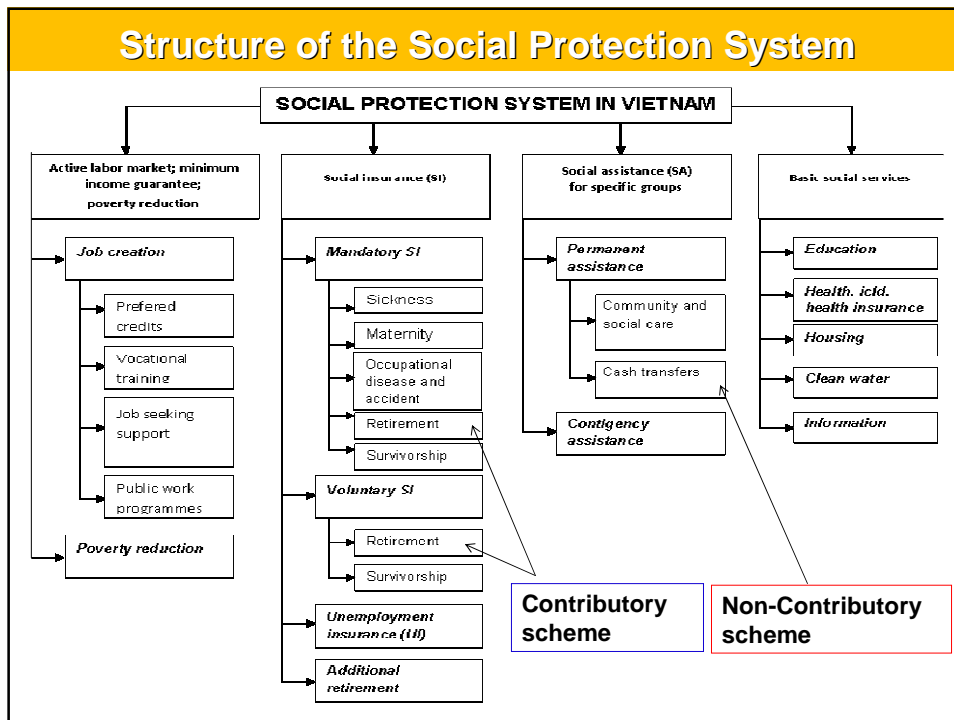 Structure of the Social Protection System
SOCIAL PROTECTION SYSTEM IN VIETNAM
Active labor market; minimum
income guarantee;
poverty reduction
Job creation
Prefered
credits
Vocational
training
Job seeking
support
Public work
programmes
Poverty reduction
Social insurance (SI)
Mandatory SI
Sickness
Maternity
Occupational
disease and
accident
Retirement
Survivorship
Voluntary SI
Retirement
Survivorship
Unemployment
insurance (UI)
Additional
retirement
Social assistance (SA)
for specific groups
Permanent
assistance
Community and
social care
Cash transfers
Contigency
assistance
Basic social services
Education
Health. icld.
health insurance
Housing
Clean water
Information
Contributory
scheme
Non-Contributory
scheme